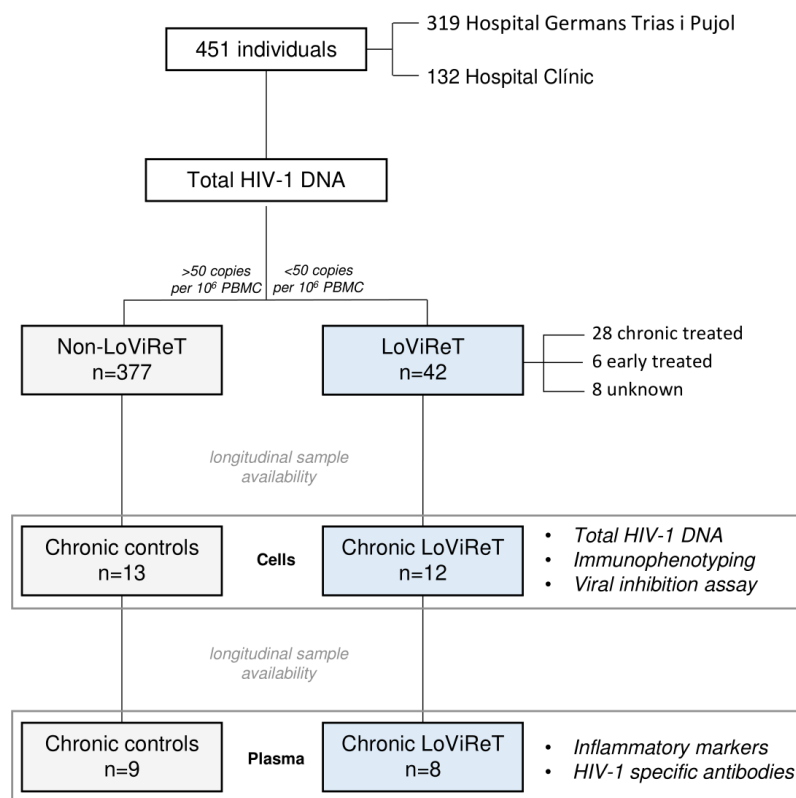 451 individuals
319 Hospital Germans Trias i Pujol
132 Hospital Clínic
Total HIV-1 DNA
>50 copies
per 10⁶ PBMC
<50 copies
per 10⁶ PBMC
Non-LoViReT
n=377
LoViReT
n=42
28 chronic treated
6 early treated
8 unknown
longitudinal sample
availability
Chronic controls
n=13
Cells
Chronic LoViReT
n=12
• Total HIV-1 DNA
• Immunophenotyping
• Viral inhibition assay
longitudinal sample
availability
Chronic controls
n=9
Plasma
Chronic LoViReT
n=8
• Inflammatory markers
• HIV-1 specific antibodies